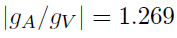 |g_A/g_V| = 1.269